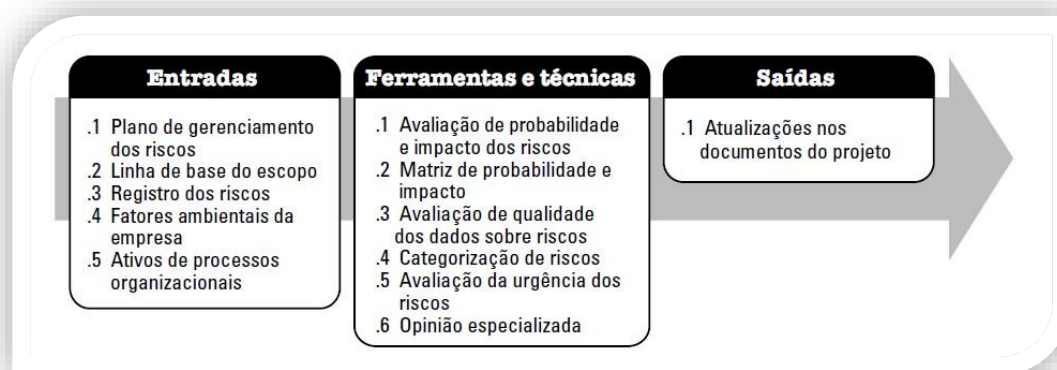 Entradas
.1 Plano de gerenciamento
dos riscos
.2 Linha de base do escopo
.3 Registro dos riscos
.4 Fatores ambientais da
empresa
.5 Ativos de processos
organizacionais
Ferramentas e técnicas
.1 Avaliação de probabilidade
e impacto dos riscos
.2 Matriz de probabilidade e
impacto
.3 Avaliação de qualidade
dos dados sobre riscos
.4 Categorização de riscos
.5 Avaliação da urgência dos
riscos
.6 Opinião especializada
Saídas
.1 Atualizações nos
documentos do projeto